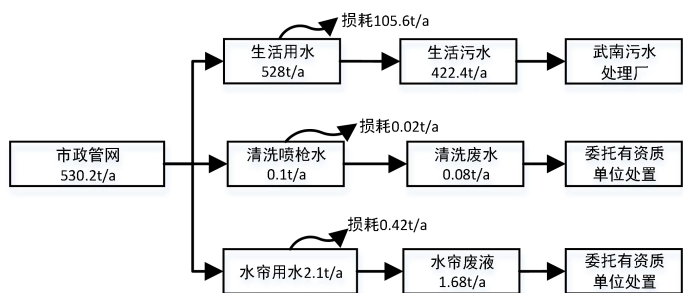 损耗105.6t/a
生活用水
528t/a
生活污水
422.4t/a
武南污水
处理厂
市政管网
530.2t/a
损耗0.02t/a
清洗喷枪水
0.1t/a
清洗废水
0.08t/a
委托有资质
单位处置
损耗0.42t/a
水帘用水2.1t/a
水帘废液
1.68t/a
委托有资质
单位处置